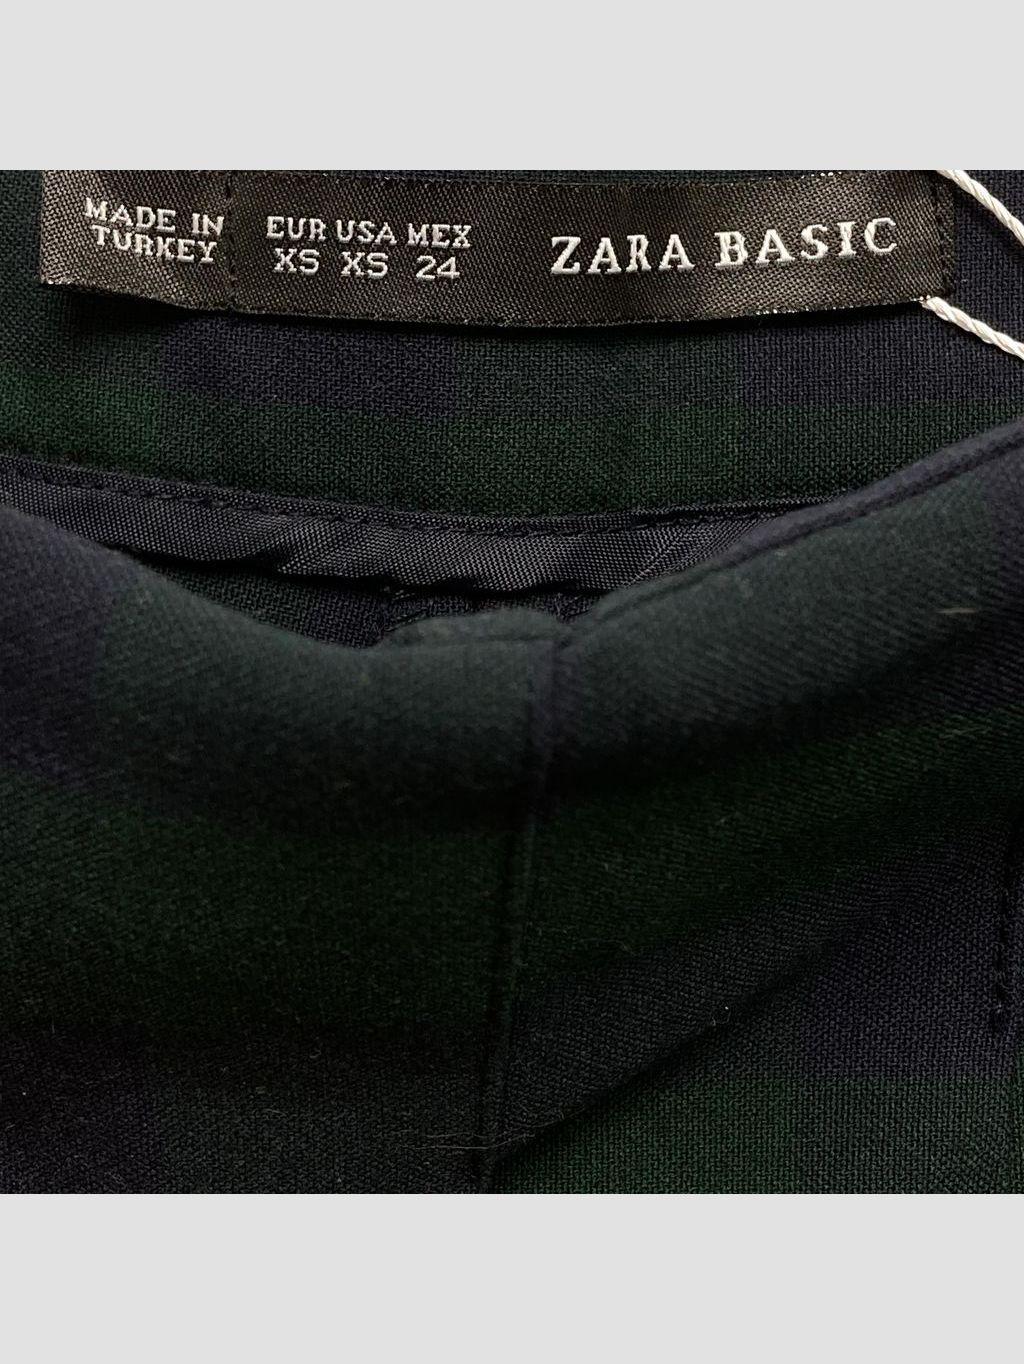 MADE IN
TURKEY
EUR USA MEX
XS XS 24
ZARA BASIC